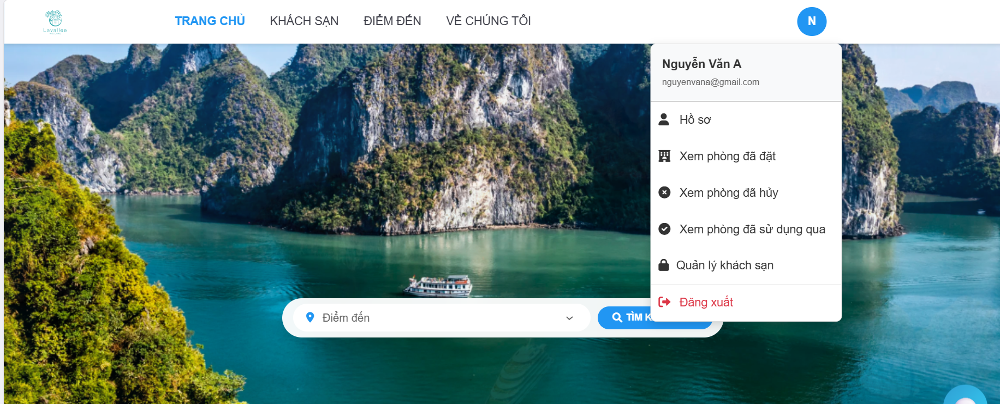 Lavailee
TRANG CHỦ
KHÁCH SẠN
ĐIỂM ĐẾN
VỀ CHÚNG TÔI
N
Nguyễn Văn A
nguyenvana@gmail.com
Hồ sơ
Xem phòng đã đặt
Xem phòng đã hủy
Xem phòng đã sử dụng qua
Quản lý khách sạn
Đăng xuất
Điểm đến
TÌM K